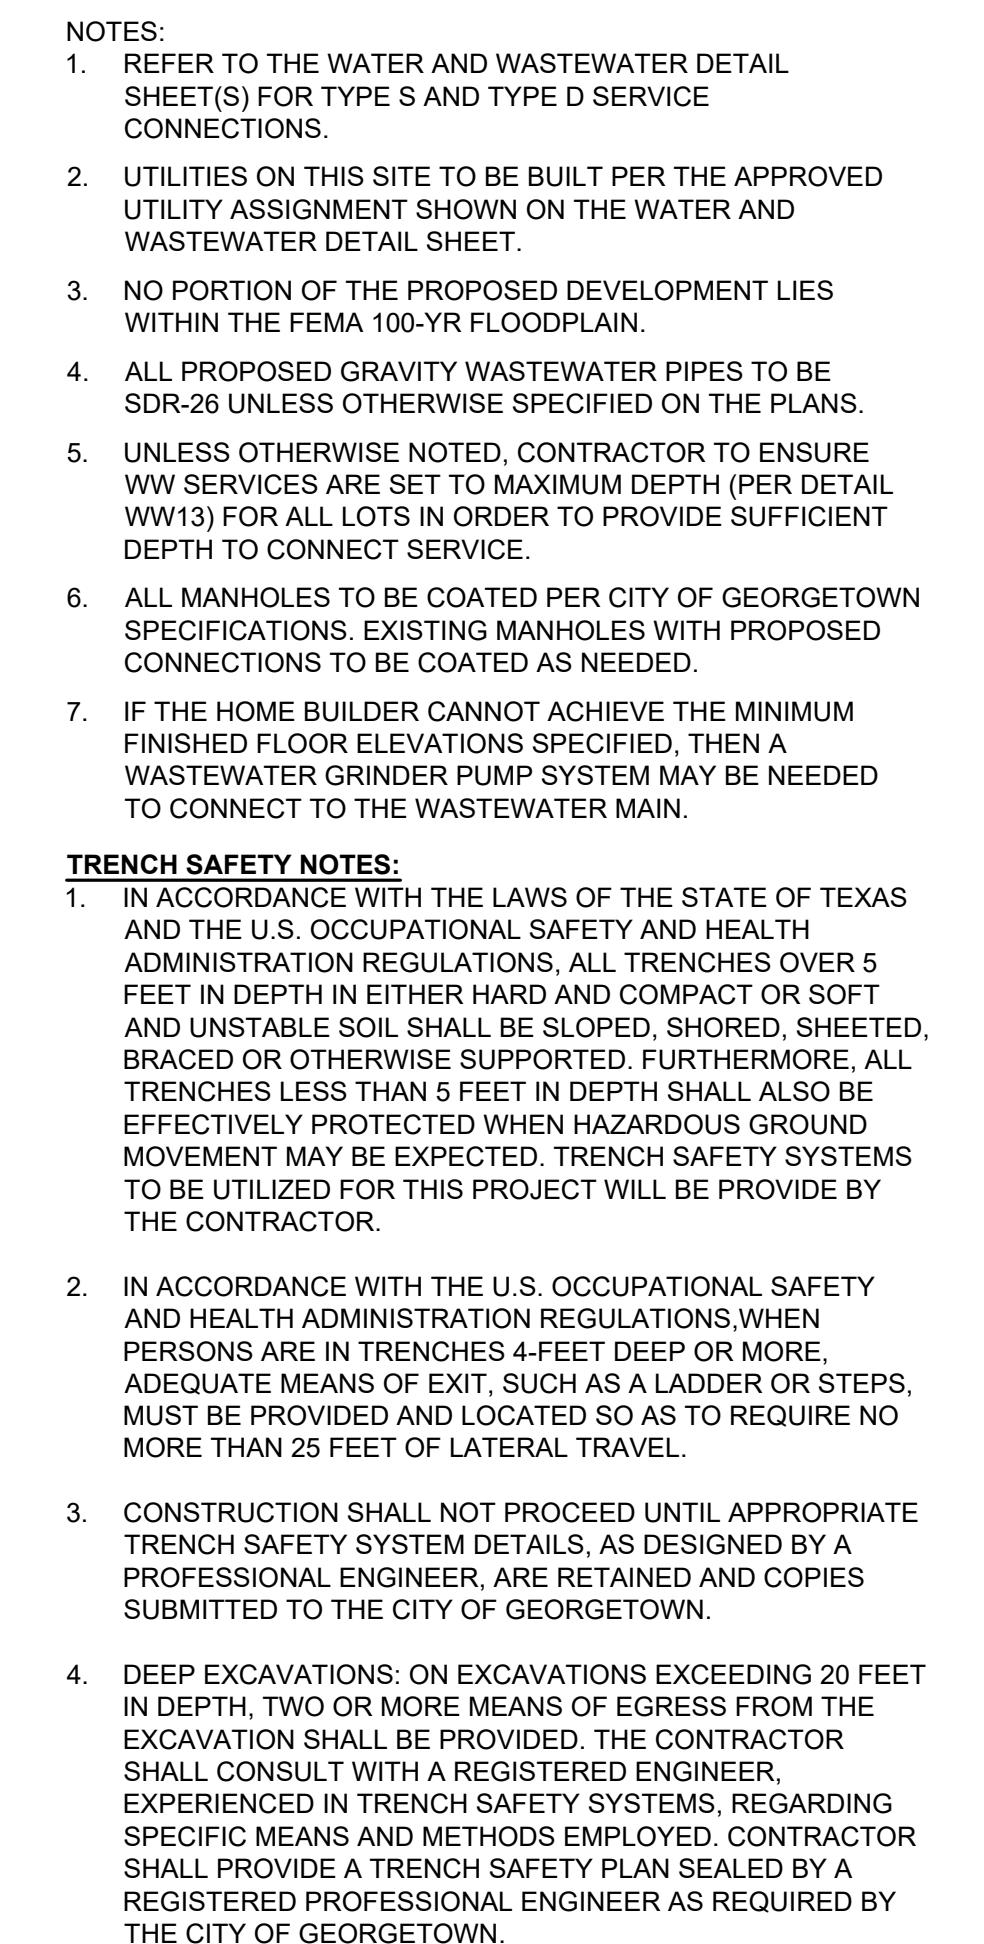 NOTES:
1. REFER TO THE WATER AND WASTEWATER DETAIL
SHEET(S) FOR TYPE S AND TYPE D SERVICE
CONNECTIONS.
2. UTILITIES ON THIS SITE TO BE BUILT PER THE APPROVED
UTILITY ASSIGNMENT SHOWN ON THE WATER AND
WASTEWATER DETAIL SHEET.
3. NO PORTION OF THE PROPOSED DEVELOPMENT LIES
WITHIN THE FEMA 100-YR FLOODPLAIN.
4. ALL PROPOSED GRAVITY WASTEWATER PIPES TO BE
SDR-26 UNLESS OTHERWISE SPECIFIED ON THE PLANS.
5. UNLESS OTHERWISE NOTED, CONTRACTOR TO ENSURE
WW SERVICES ARE SET TO MAXIMUM DEPTH (PER DETAIL
WW13) FOR ALL LOTS IN ORDER TO PROVIDE SUFFICIENT
DEPTH TO CONNECT SERVICE.
6. ALL MANHOLES TO BE COATED PER CITY OF GEORGETOWN
SPECIFICATIONS. EXISTING MANHOLES WITH PROPOSED
CONNECTIONS TO BE COATED AS NEEDED.
7. IF THE HOME BUILDER CANNOT ACHIEVE THE MINIMUM
FINISHED FLOOR ELEVATIONS SPECIFIED, THEN A
WASTEWATER GRINDER PUMP SYSTEM MAY BE NEEDED
TO CONNECT TO THE WASTEWATER MAIN.
TRENCH SAFETY NOTES:
1. IN ACCORDANCE WITH THE LAWS OF THE STATE OF TEXAS
AND THE U.S. OCCUPATIONAL SAFETY AND HEALTH
ADMINISTRATION REGULATIONS, ALL TRENCHES OVER 5
FEET IN DEPTH IN EITHER HARD AND COMPACT OR SOFT
AND UNSTABLE SOIL SHALL BE SLOPED, SHORED, SHEETED,
BRACED OR OTHERWISE SUPPORTED. FURTHERMORE, ALL
TRENCHES LESS THAN 5 FEET IN DEPTH SHALL ALSO BE
EFFECTIVELY PROTECTED WHEN HAZARDOUS GROUND
MOVEMENT MAY BE EXPECTED. TRENCH SAFETY SYSTEMS
TO BE UTILIZED FOR THIS PROJECT WILL BE PROVIDE BY
THE CONTRACTOR.
2. IN ACCORDANCE WITH THE U.S. OCCUPATIONAL SAFETY
AND HEALTH ADMINISTRATION REGULATIONS,WHEN
PERSONS ARE IN TRENCHES 4-FEET DEEP OR MORE,
ADEQUATE MEANS OF EXIT, SUCH AS A LADDER OR STEPS,
MUST BE PROVIDED AND LOCATED SO AS TO REQUIRE NO
MORE THAN 25 FEET OF LATERAL TRAVEL.
3. CONSTRUCTION SHALL NOT PROCEED UNTIL APPROPRIATE
TRENCH SAFETY SYSTEM DETAILS, AS DESIGNED BY A
PROFESSIONAL ENGINEER, ARE RETAINED AND COPIES
SUBMITTED TO THE CITY OF GEORGETOWN.
4. DEEP EXCAVATIONS: ON EXCAVATIONS EXCEEDING 20 FEET
IN DEPTH, TWO OR MORE MEANS OF EGRESS FROM THE
EXCAVATION SHALL BE PROVIDED. THE CONTRACTOR
SHALL CONSULT WITH A REGISTERED ENGINEER,
EXPERIENCED IN TRENCH SAFETY SYSTEMS, REGARDING
SPECIFIC MEANS AND METHODS EMPLOYED. CONTRACTOR
SHALL PROVIDE A TRENCH SAFETY PLAN SEALED BY A
REGISTERED PROFESSIONAL ENGINEER AS REQUIRED BY
THE CITY OF GEORGETOWN.